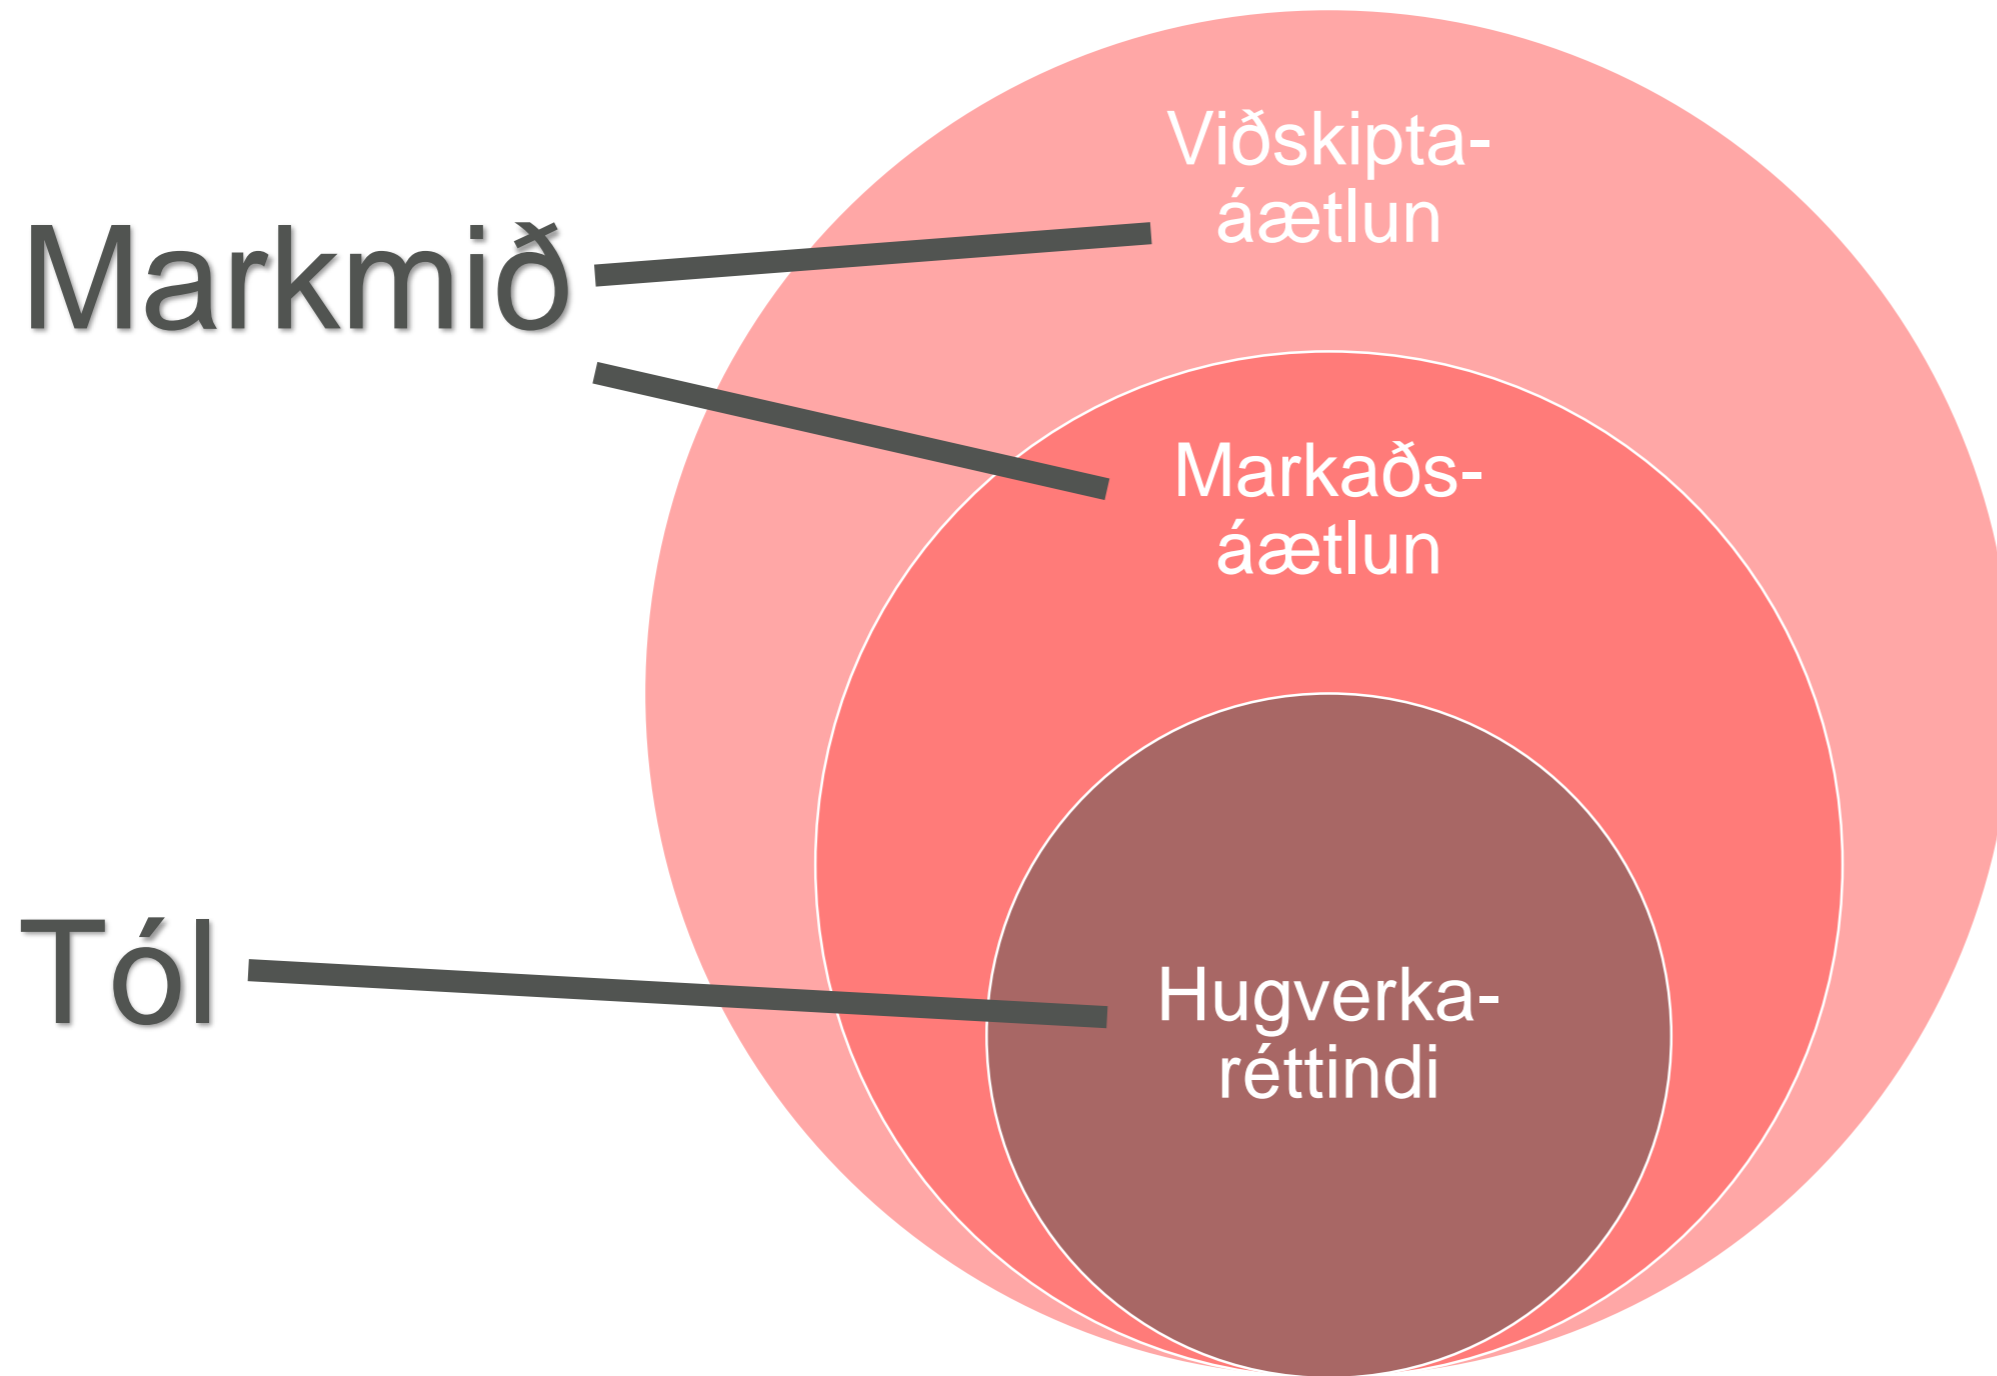 Viðskipta-
áætlun
Markmið
Markaðs-
áætlun
Tól
Hugverka-
réttindi